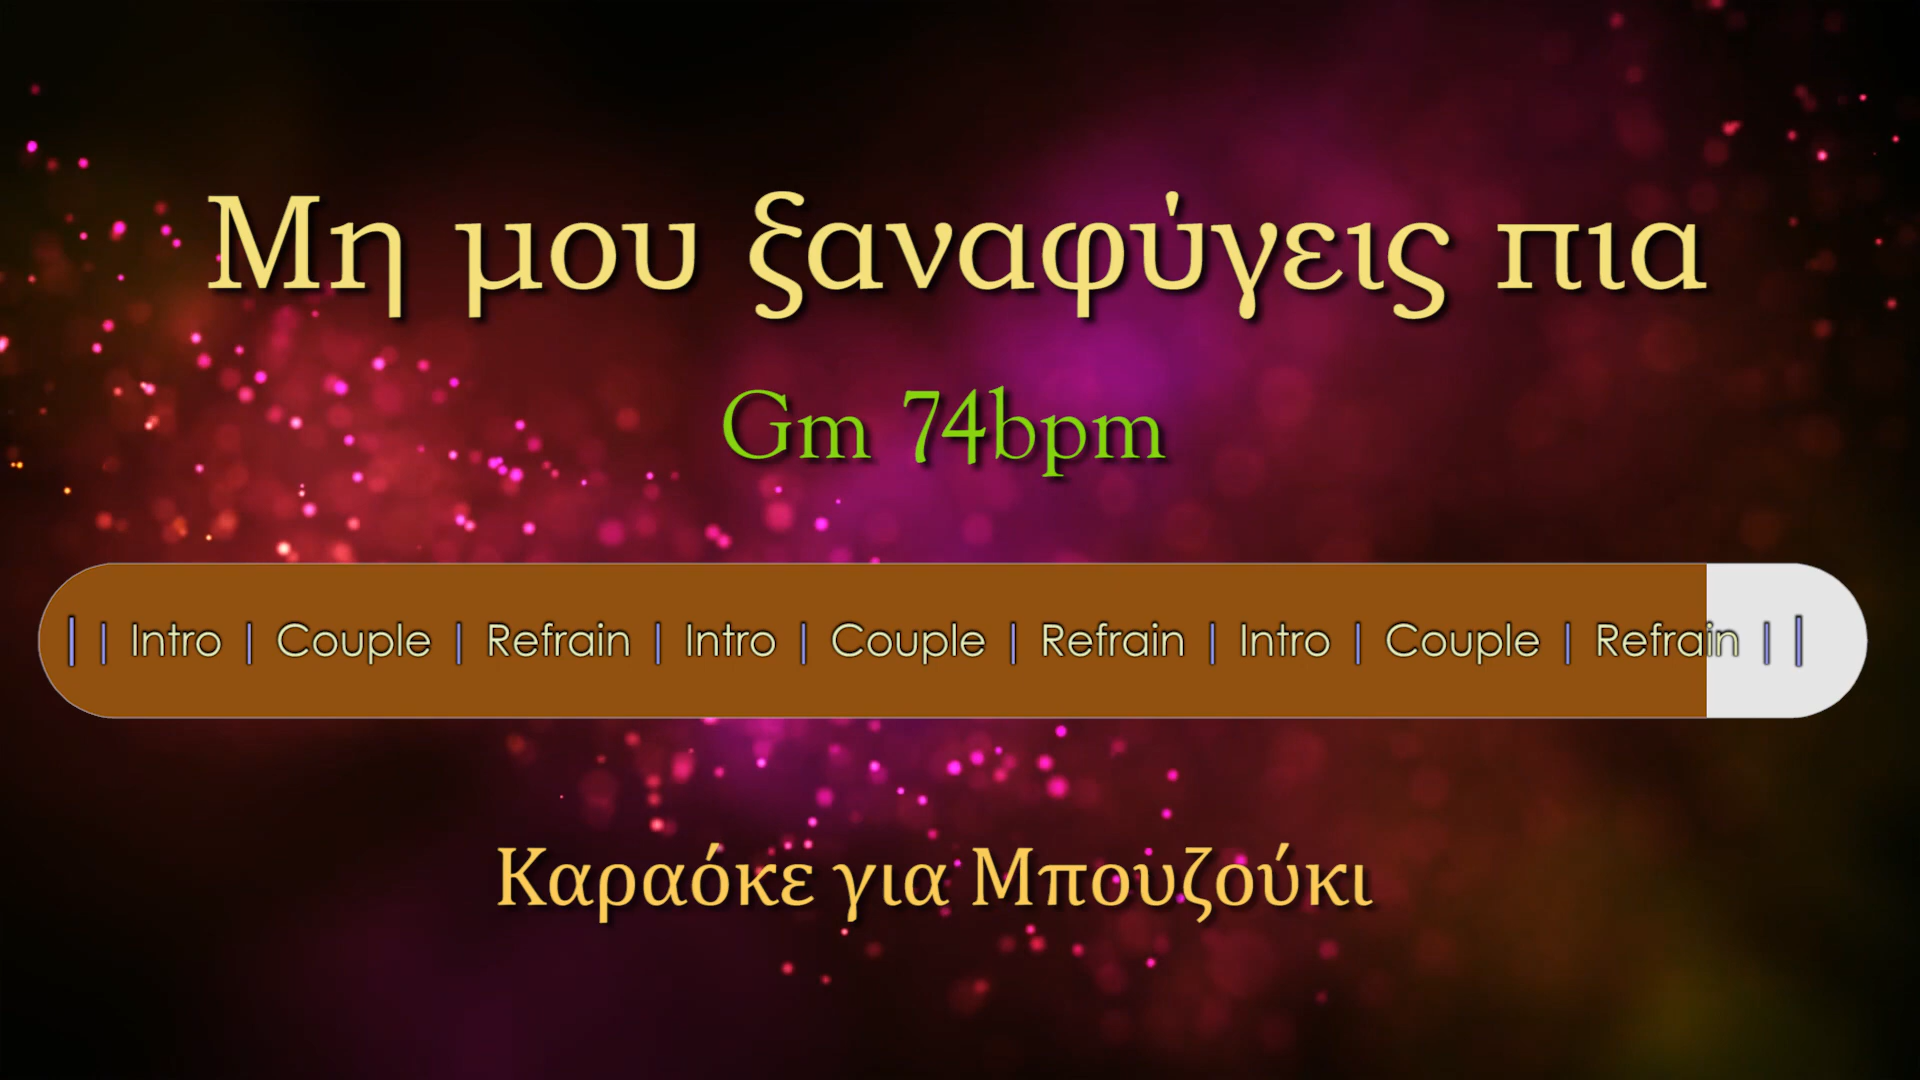 Μη μου ξαναφύγεις πια
Gm 74bpm
| | Intro | Couple | Refrain | Intro | Couple | Refrain | Intro | Couple | Refrain | |
Καραόκε για Μπουζούκι